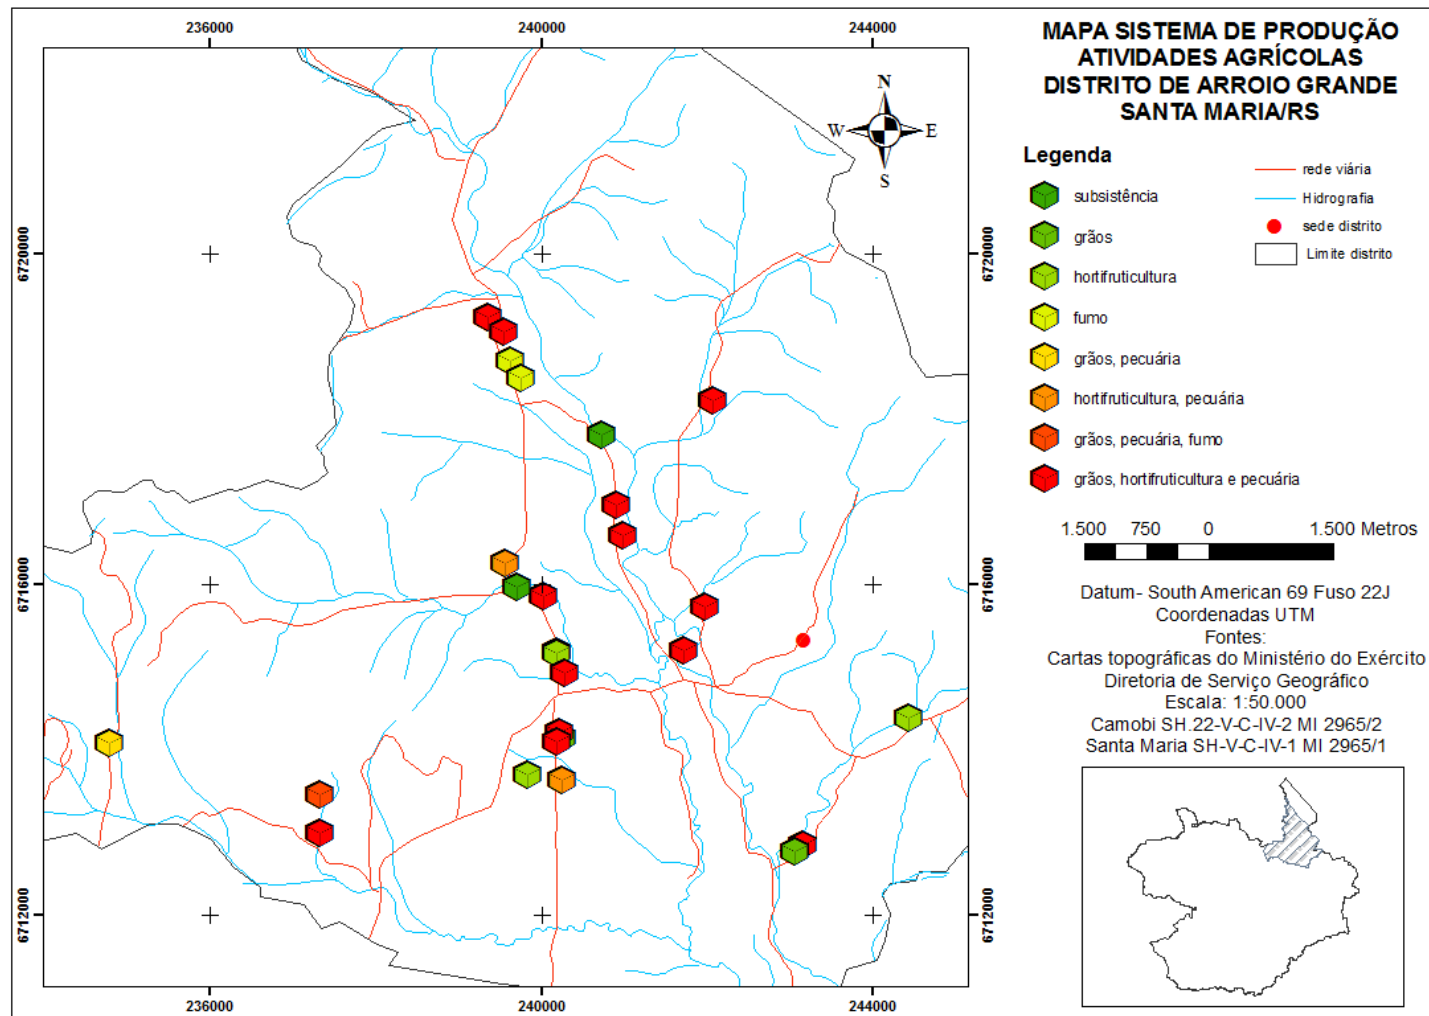 MAPA SISTEMA DE PRODUÇÃO
ATIVIDADES AGRÍCOLAS
DISTRITO DE ARROIO GRANDE
SANTA MARIA/RS
236000
240000
244000
6720000
6716000
6712000
6720000
6716000
6712000
236000
240000
244000
N
W
E
S
Legenda
subsistência
grãos
hortifruticultura
fumo
grãos, pecuária
hortifruticultura, pecuária
grãos, pecuária, fumo
grãos, hortifruticultura e pecuária
rede viária
Hidrografia
sede distrito
Limite distrito
1.500 750 0 1.500 Metros
Datum- South American 69 Fuso 22J
Coordenadas UTM
Fontes:
Cartas topográficas do Ministério do Exército
Diretoria de Serviço Geográfico
Escala: 1:50.000
Camobi SH.22-V-C-IV-2 MI 2965/2
Santa Maria SH-V-C-IV-1 MI 2965/1